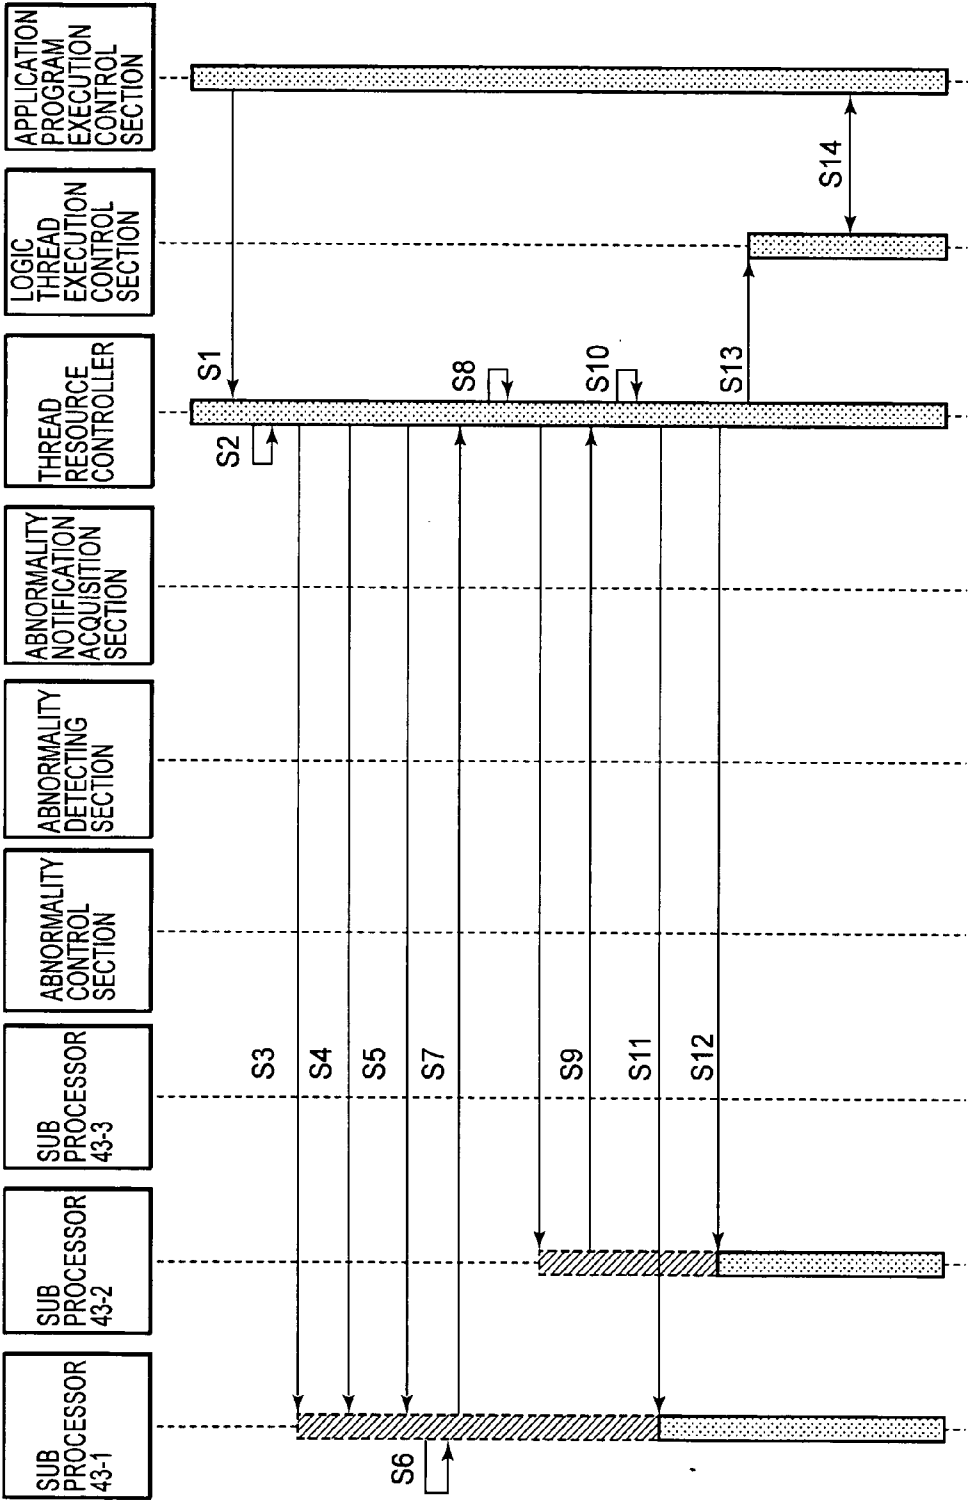 SUB
PROCESSOR
43-1
SUB
PROCESSOR
43-2
SUB
PROCESSOR
43-3
ABNORMALITY
CONTROL
SECTION
ABNORMALITY
DETECTING
SECTION
ABNORMALITY
NOTIFICATION
ACQUISITION
SECTION
THREAD
RESOURCE
CONTROLLER
LOGIC
THREAD
EXECUTION
CONTROL
SECTION
APPLICATION
PROGRAM
EXECUTION
CONTROL
SECTION
S1
S2
S3
S4
S5
S6
S7
S8
S9
S10
S11
S12
S13
S14